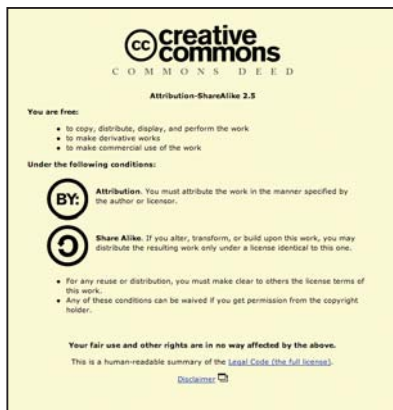 cc creative
commons
COMMONS DEED
Attribution-ShareAlike 2.5
You are free:
• to copy, distribute, display, and perform the work
• to make derivative works
• to make commercial use of the work
Under the following conditions:
BY:
Attribution. You must attribute the work in the manner specified by
the author or licensor.
Share Alike. If you alter, transform, or build upon this work, you may
distribute the resulting work only under a license identical to this one.
• For any reuse or distribution, you must make clear to others the license terms of
this work.
• Any of these conditions can be waived if you get permission from the copyright
holder.
Your fair use and other rights are in no way affected by the above.
This is a human-readable summary of the Legal Code (the full license).
Disclaimer